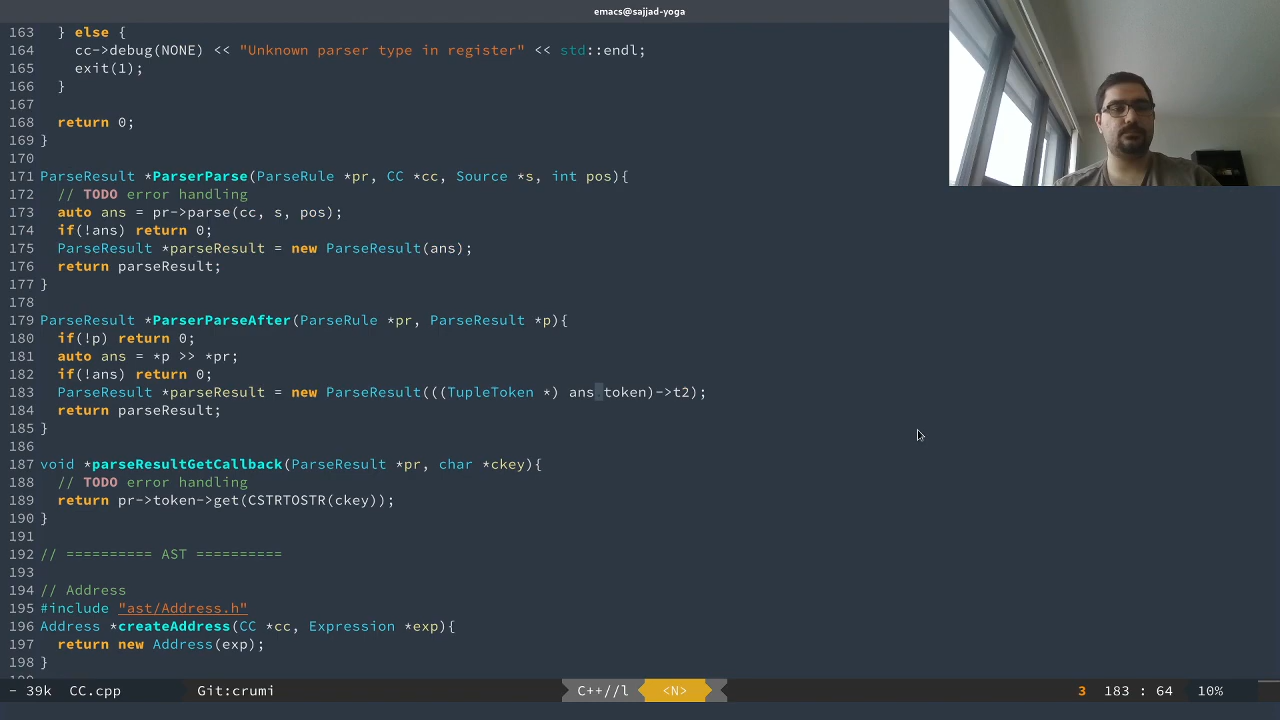 emacs@sajjad-yoga
163 } else {
164 cc->debug(NONE) << "Unknown parser type in register" << std::endl;
165 exit(1);
166 }
167
168 return 0;
169 }
170
171 ParseResult *ParserParse(ParseRule *pr, CC *cc, Source *s, int pos){
172 // TODO error handling
173 auto ans = pr->parse(cc, s, pos);
174 if(!ans) return 0;
175 ParseResult *parseResult = new ParseResult(ans);
176 return parseResult;
177 }
178
179 ParseResult *ParserParseAfter(ParseRule *pr, ParseResult *p){
180 if(!p) return 0;
181 auto ans = *p >> *pr;
182 if(!ans) return 0;
183 ParseResult *parseResult = new ParseResult(((TupleToken *) ans.token)->t2);
184 return parseResult;
185 }
186
187 void *parseResultGetCallback(ParseResult *pr, char *ckey){
188 // TODO error handling
189 return pr->token->get(CSTRTOSTR(ckey));
190 }
191
192 // ========== AST ==========
193
194 // Address
195 #include "ast/Address.h"
196 Address *createAddress(CC *cc, Expression *exp){
197 return new Address(exp);
198 }
- 39k CC.cpp Git:crumi C++//l <N> 3 183 : 64 10%